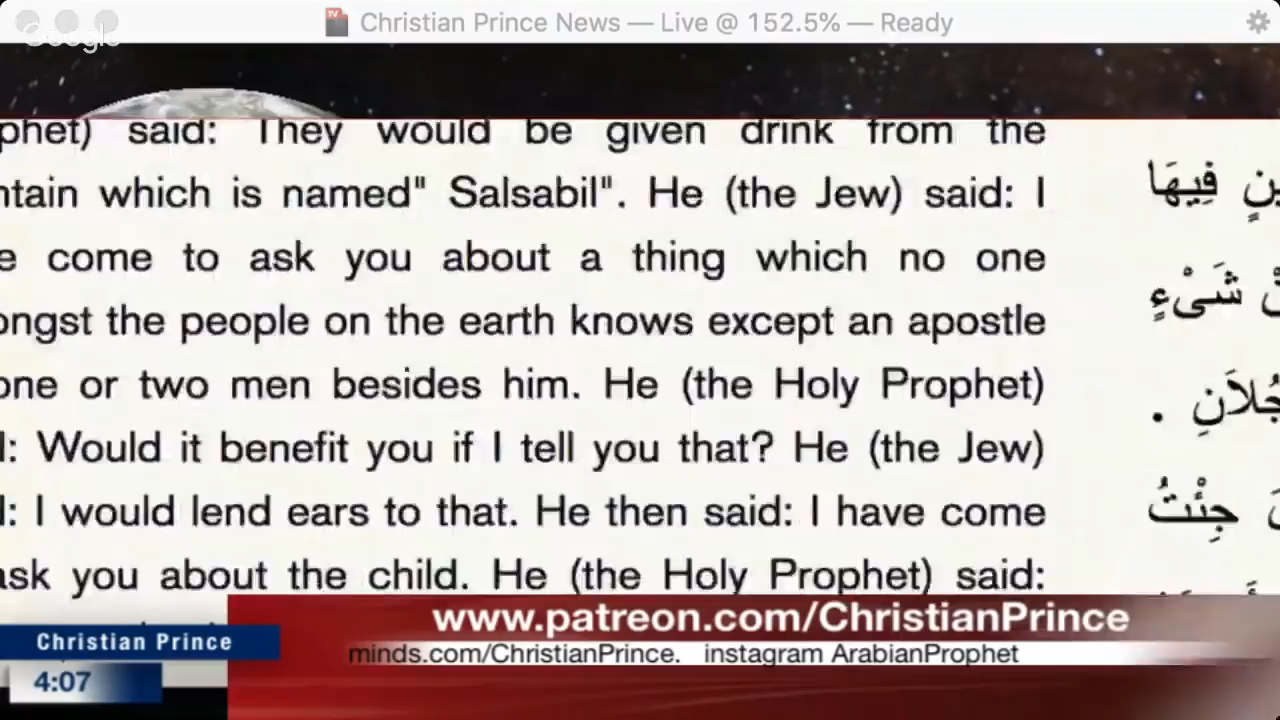 Christian Prince News — Live @ 152.5% — Ready
Google
phet) said: They would be given drink from the
ntain which is named" Salsabil". He (the Jew) said: I
e come to ask you about a thing which no one
ongst the people on the earth knows except an apostle
one or two men besides him. He (the Holy Prophet)
: Would it benefit you if I tell you that? He (the Jew)
: I would lend ears to that. He then said: I have come
ask you about the child. He (the Holy Prophet) said:
فِيهَا
شَىْءٍ
جِئْتُ
www.patreon.com/ChristianPrince
Christian Prince
minds.com/ChristianPrince. instagram ArabianProphet
4:07